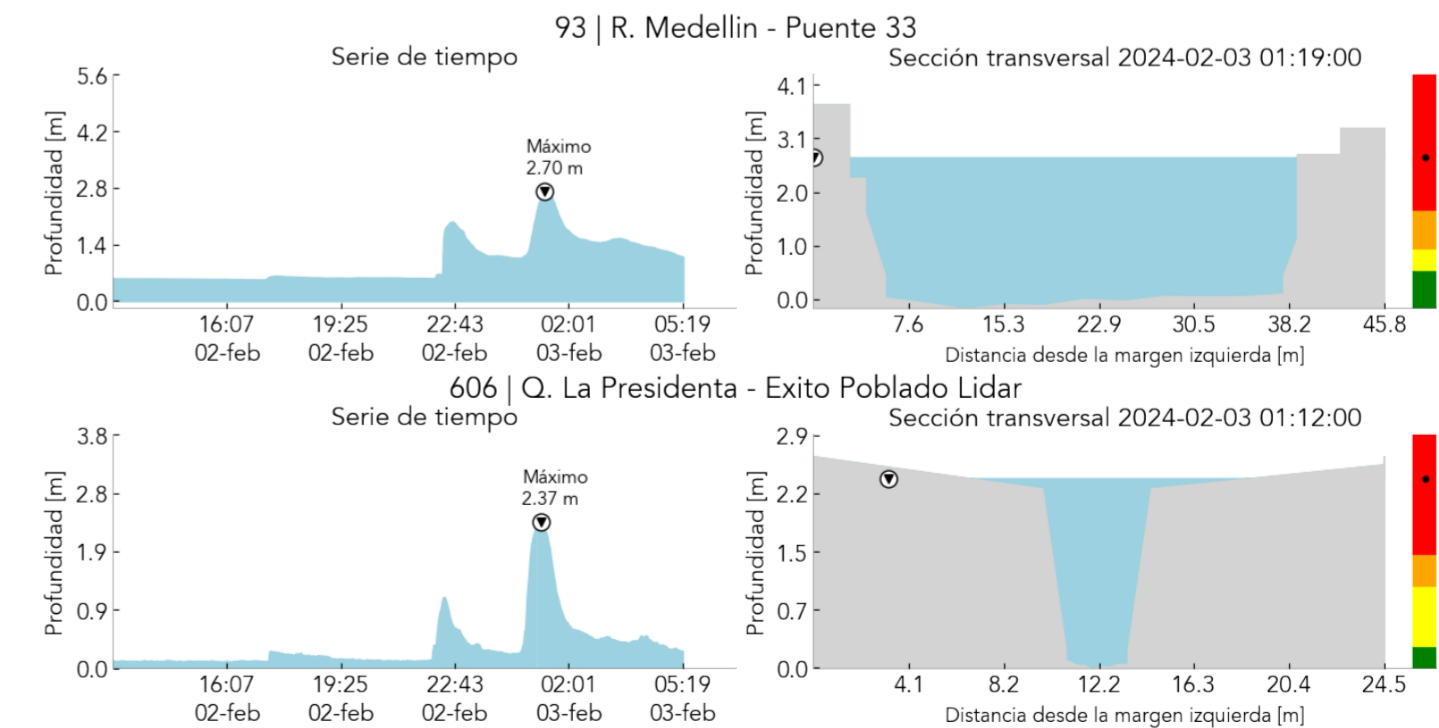 93 | R. Medellin - Puente 33
Serie de tiempo
Profundidad [m]
5.6
4.2
2.8
1.4
0.0
Máximo
2.70 m
16:07 19:25 22:43 02:01 05:19
02-feb 02-feb 02-feb 03-feb 03-feb
Sección transversal 2024-02-03 01:19:00
Profundidad [m]
4.1
3.1
2.0
1.0
0.0
7.6 15.3 22.9 30.5 38.2 45.8
Distancia desde la margen izquierda [m]
606 | Q. La Presidenta - Exito Poblado Lidar
Serie de tiempo
Profundidad [m]
3.8
2.8
1.9
0.9
0.0
Máximo
2.37 m
16:07 19:25 22:43 02:01 05:19
02-feb 02-feb 02-feb 03-feb 03-feb
Sección transversal 2024-02-03 01:12:00
Profundidad [m]
2.9
2.2
1.5
0.7
0.0
4.1 8.2 12.2 16.3 20.4 24.5
Distancia desde la margen izquierda [m]